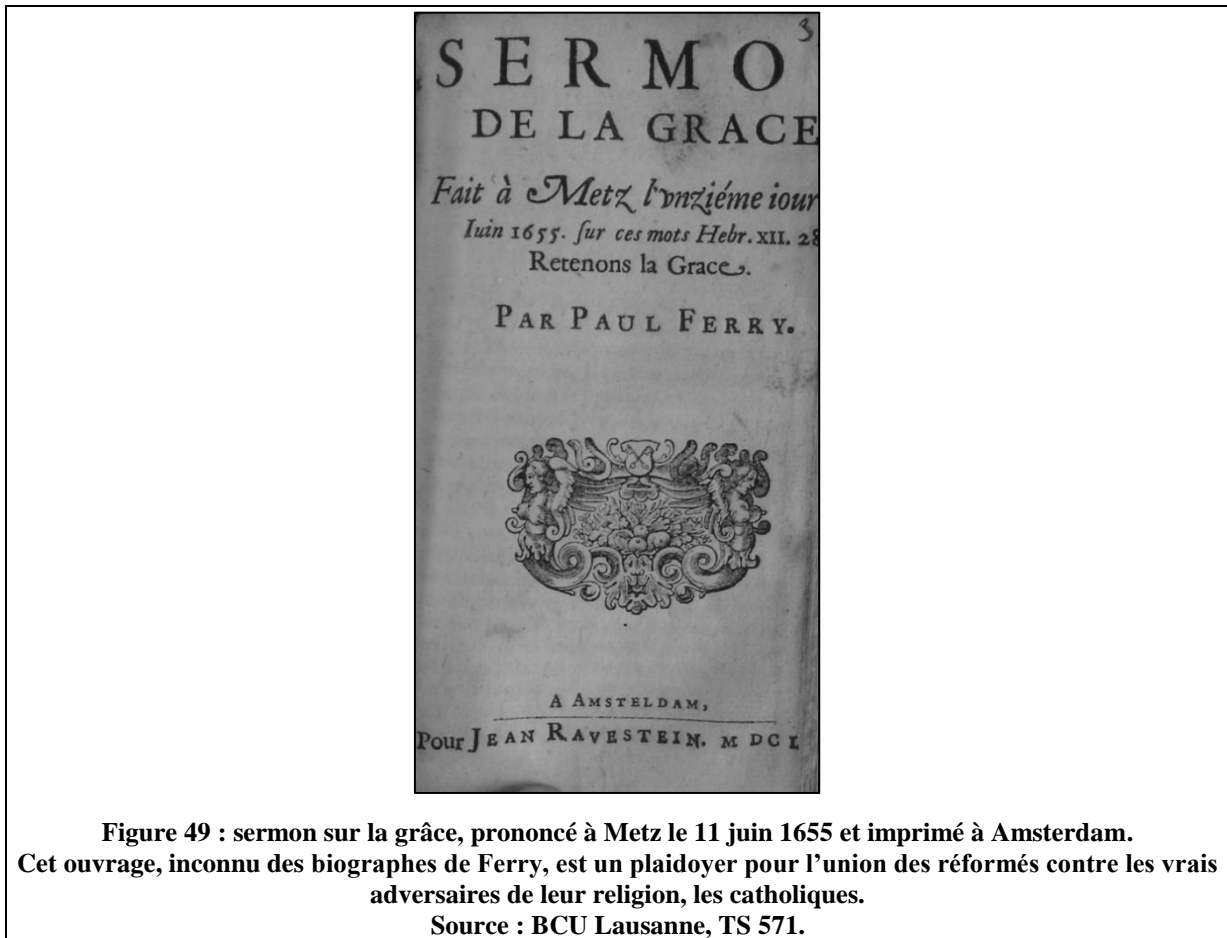 3
SERMO
DE LA GRACE
Fait à Metz l'vnziéme iour
Iuin 1655. ſur ces mots Hebr. XII. 28
Retenons la Grace.
PAR PAUL FERRY.
A AMSTELDAM,
Pour JEAN RAVESTEIN. M DCL
Figure 49 : sermon sur la grâce, prononcé à Metz le 11 juin 1655 et imprimé à Amsterdam.
Cet ouvrage, inconnu des biographes de Ferry, est un plaidoyer pour l’union des réformés contre les vrais
adversaires de leur religion, les catholiques.
Source : BCU Lausanne, TS 571.